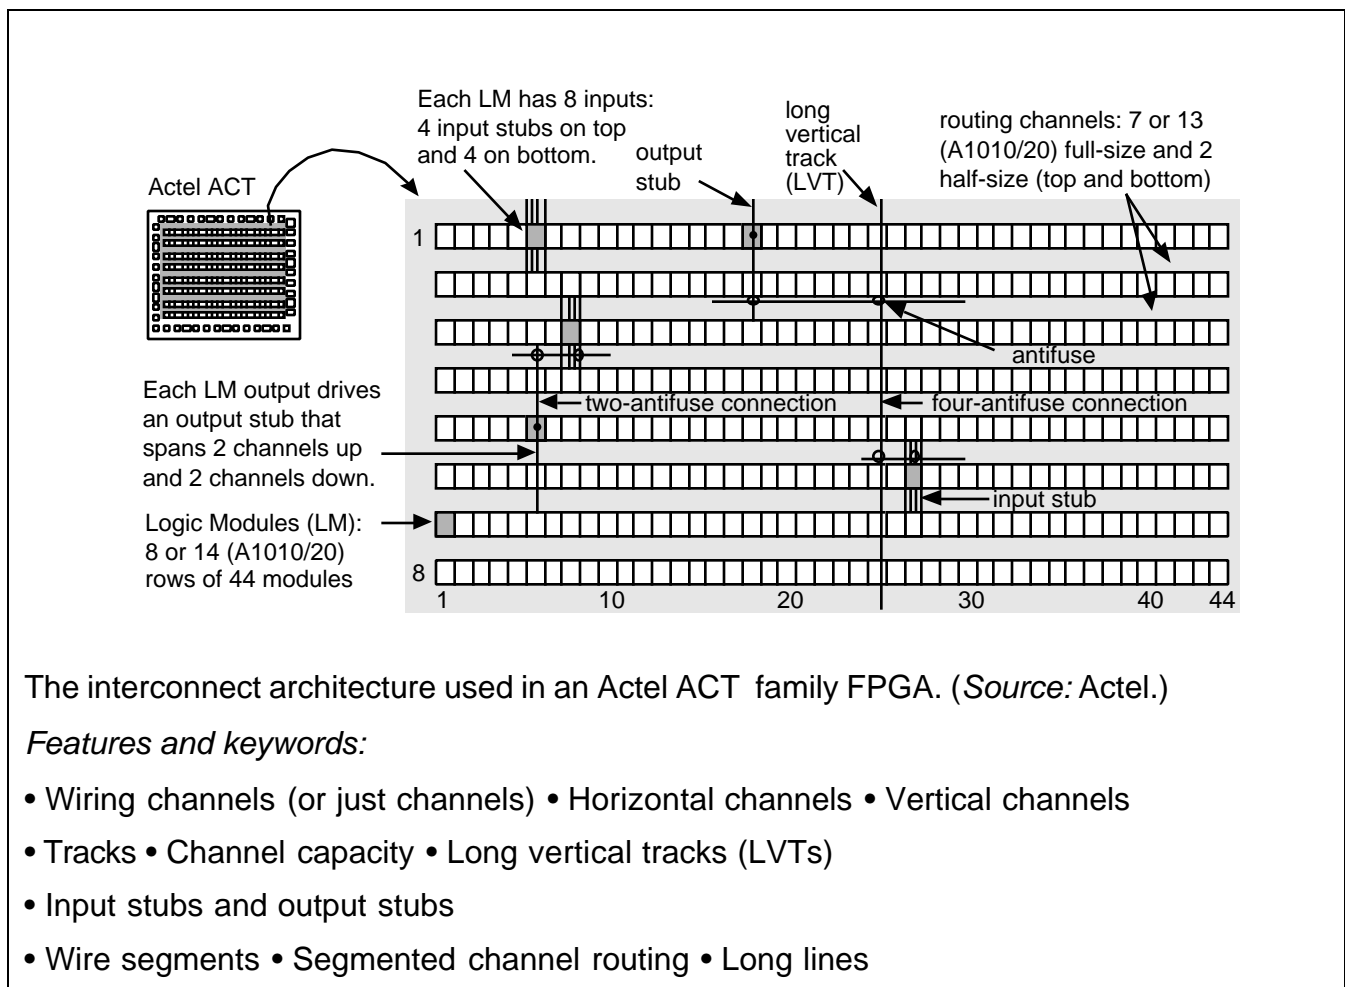 Each LM has 8 inputs:
4 input stubs on top
and 4 on bottom.
output
stub
long
vertical
track
(LVT)
routing channels: 7 or 13
(A1010/20) full-size and 2
half-size (top and bottom)
Actel ACT
1
antifuse
Each LM output drives
an output stub that
spans 2 channels up
and 2 channels down.
two-antifuse connection
four-antifuse connection
input stub
Logic Modules (LM):
8 or 14 (A1010/20)
rows of 44 modules
8
1 10 20 30 40 44
The interconnect architecture used in an Actel ACT family FPGA. (Source: Actel.)
Features and keywords:
• Wiring channels (or just channels) • Horizontal channels • Vertical channels
• Tracks • Channel capacity • Long vertical tracks (LVTs)
• Input stubs and output stubs
• Wire segments • Segmented channel routing • Long lines